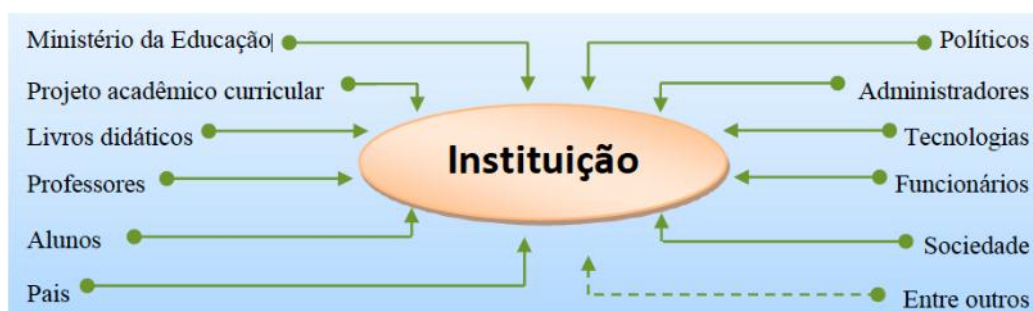 Ministério da Educação
Projeto acadêmico curricular
Livros didáticos
Professores
Alunos
Pais
Instituição
Políticos
Administradores
Tecnologias
Funcionários
Sociedade
Entre outros